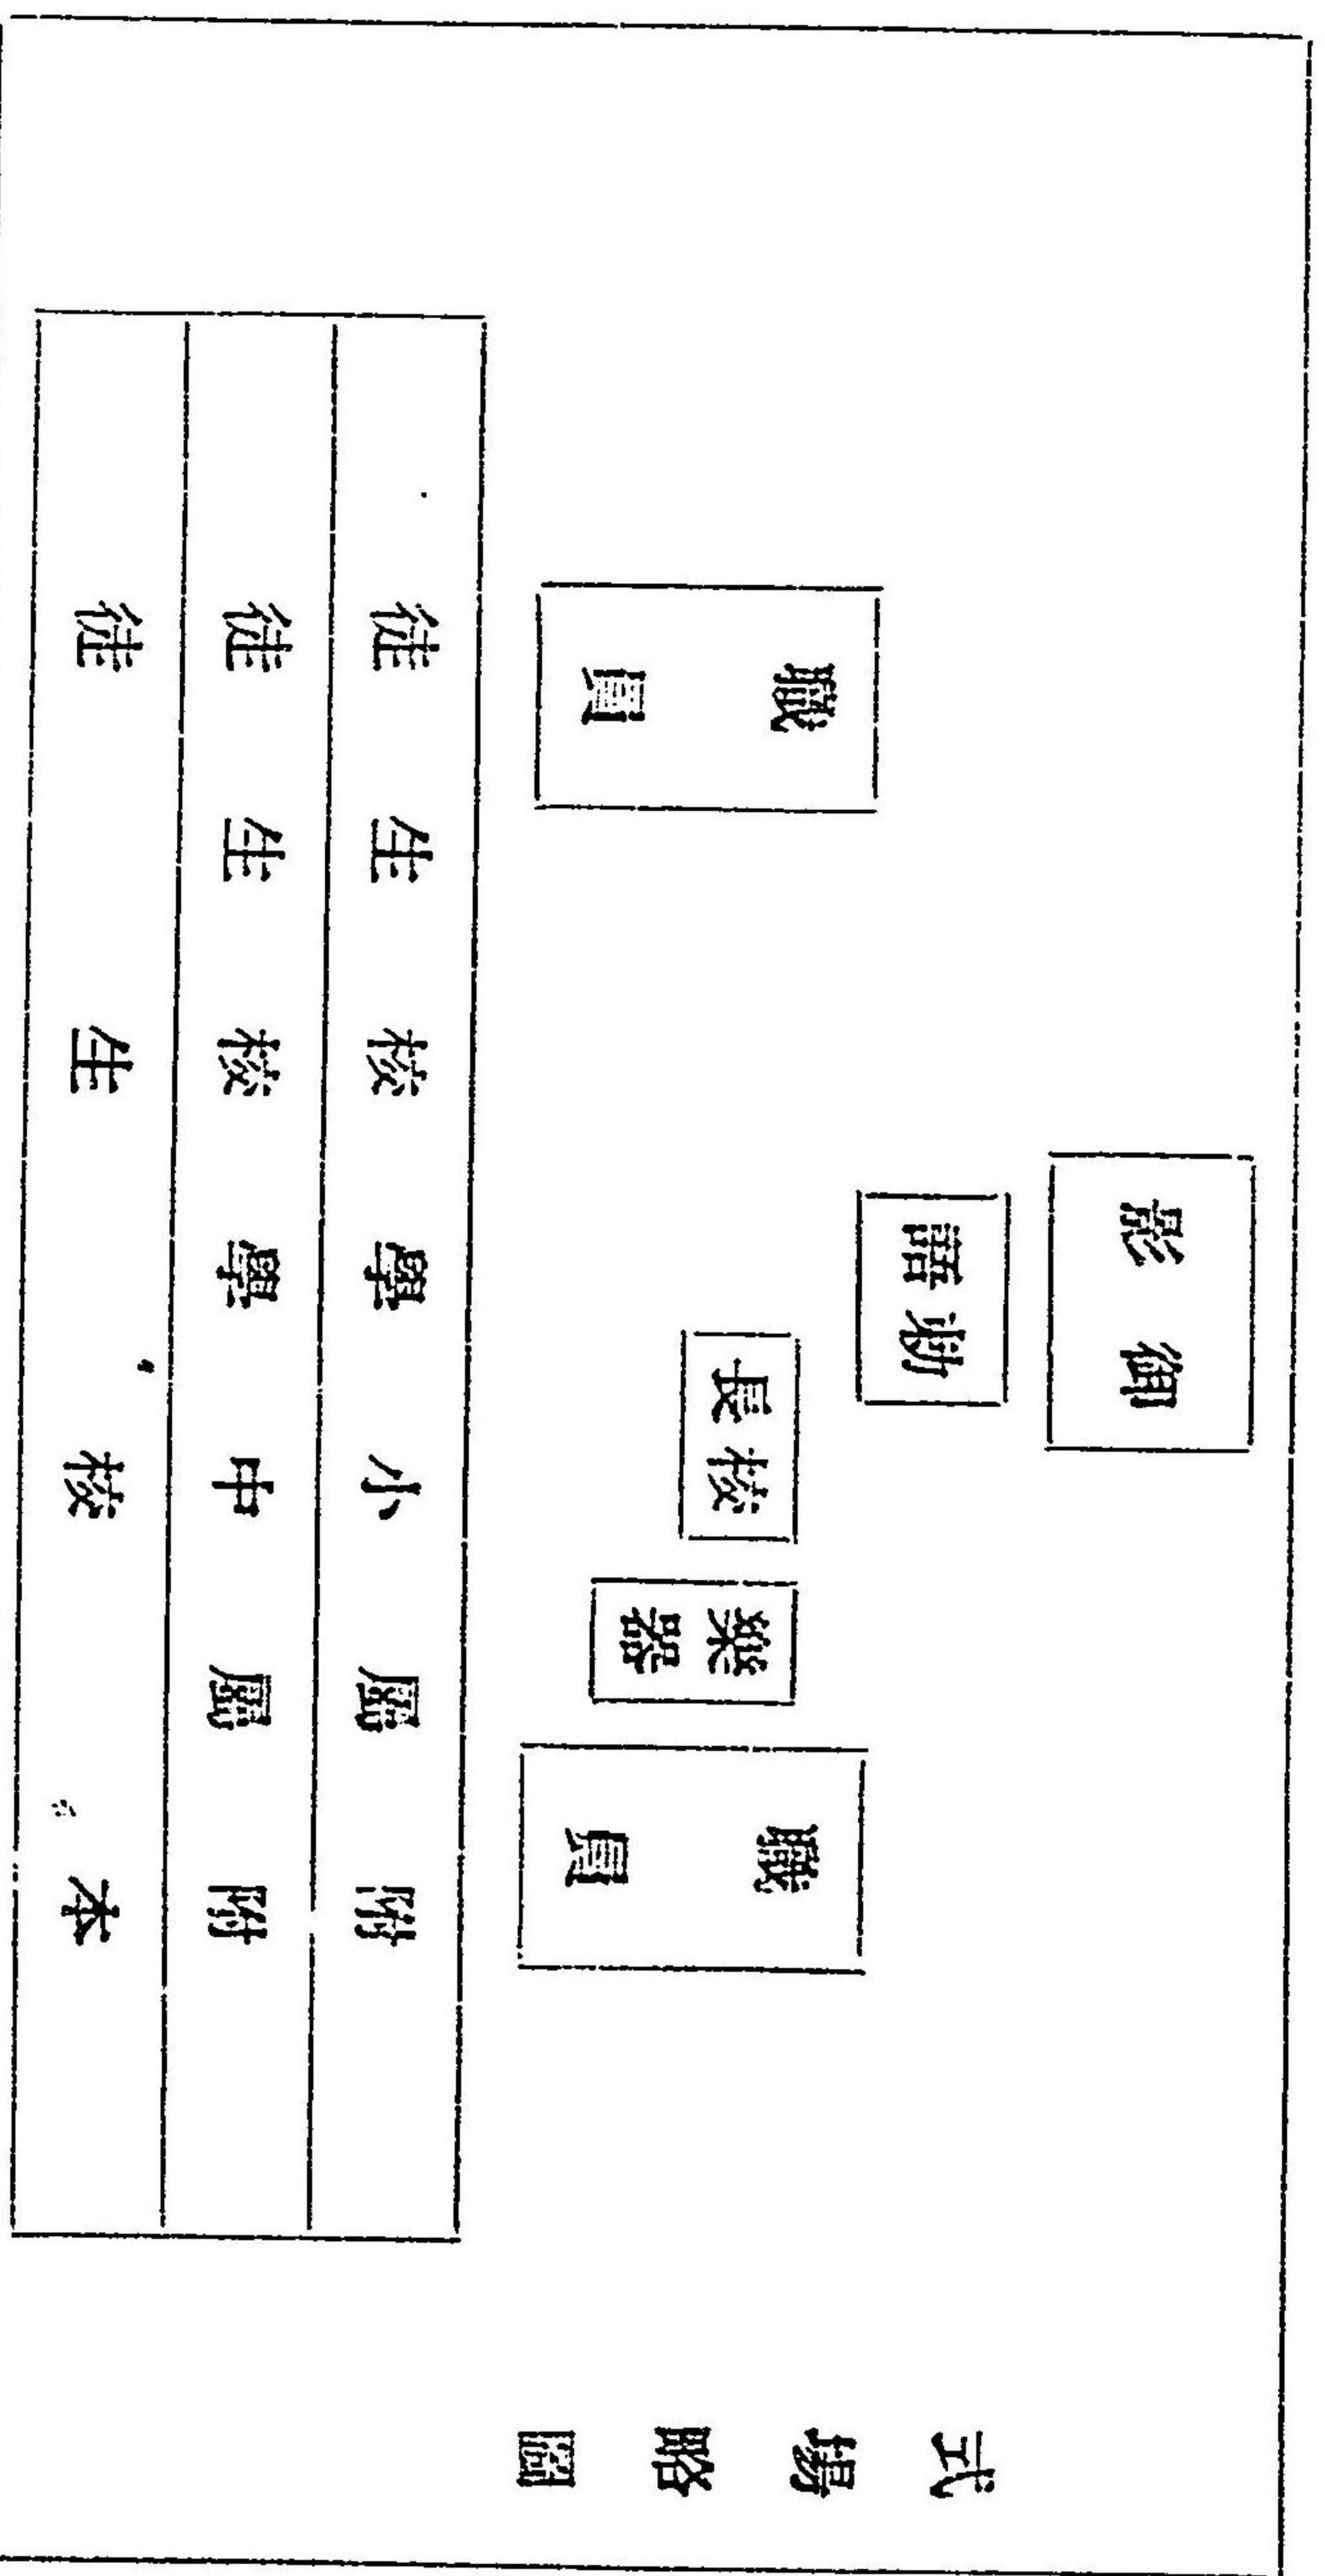 式場略圖
御影
勅語
校長
樂器
職員
職員
附屬小學校生徒
附屬中學校生徒
本校生徒